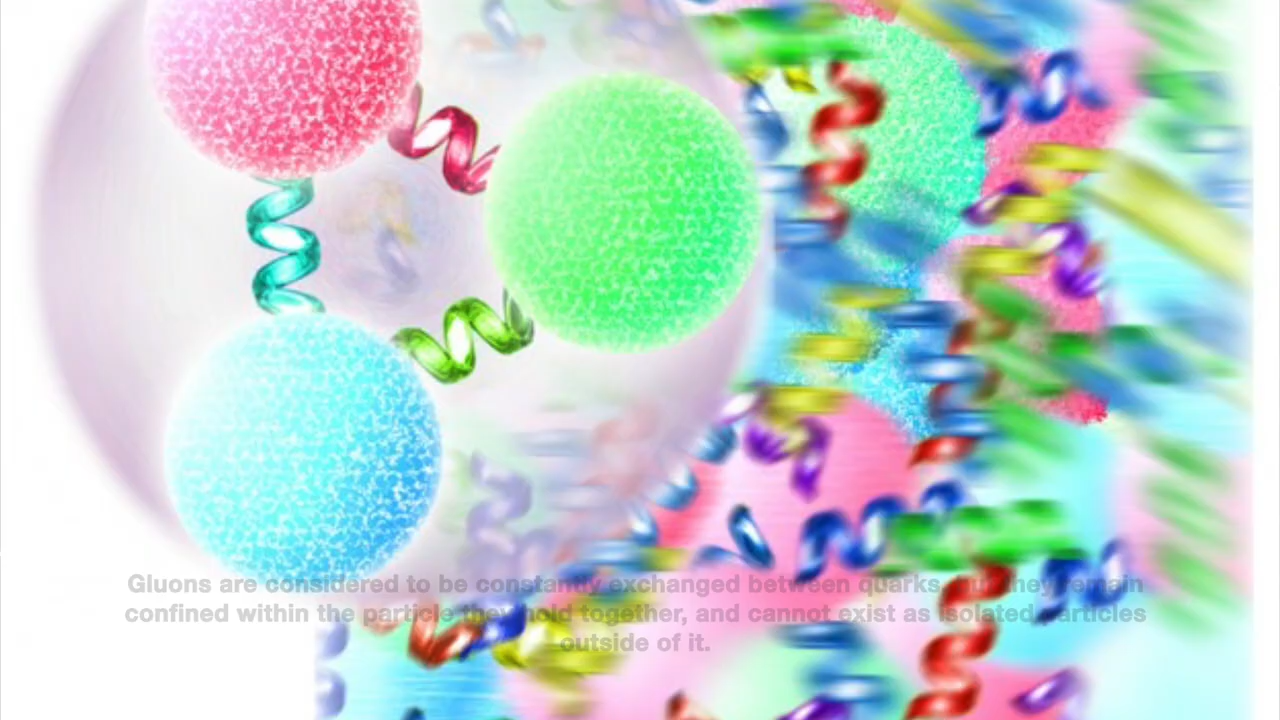 Gluons are considered to be constantly exchanged between quarks, but they remain
confined within the particle they hold together, and cannot exist as isolated particles
outside of it.